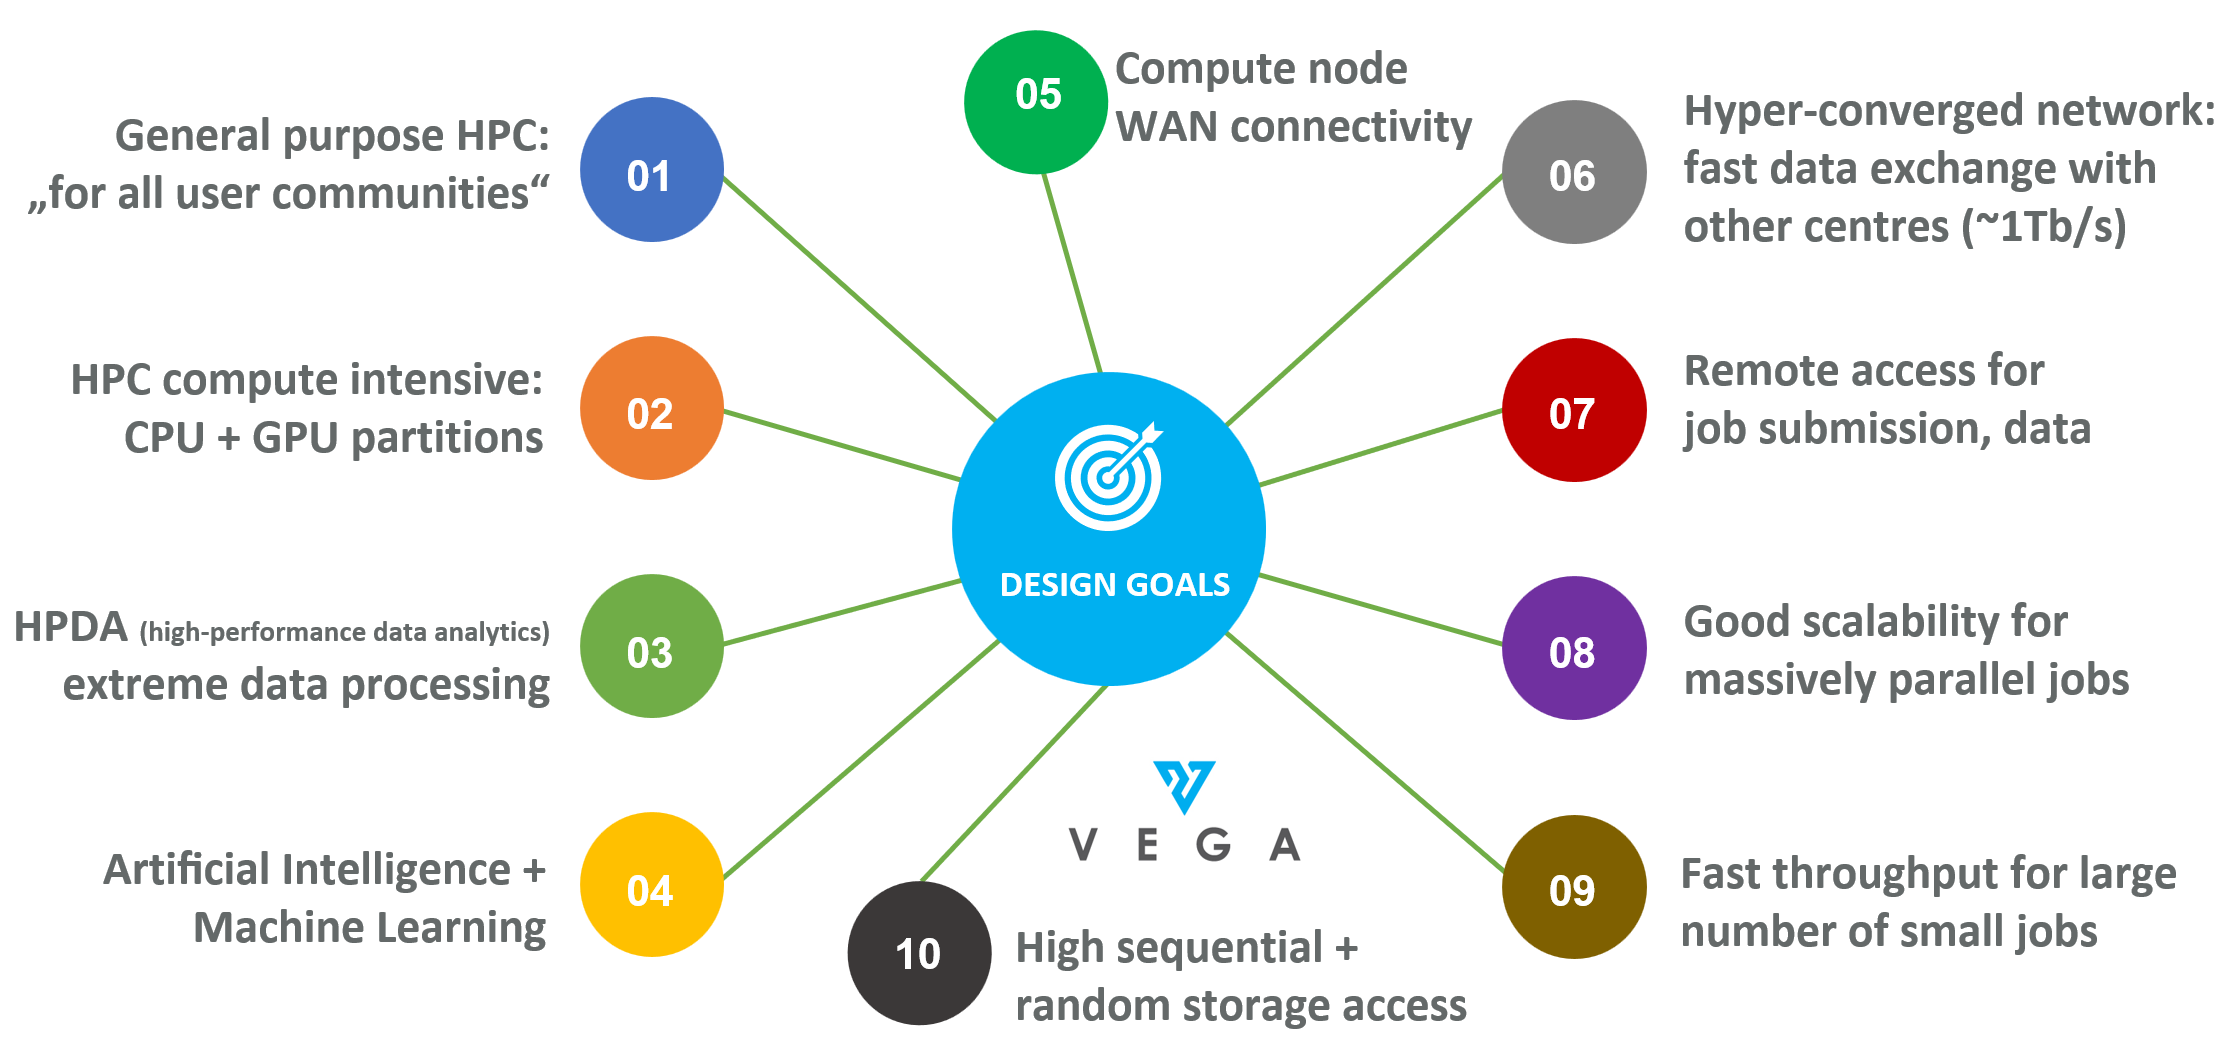 01
General purpose HPC:
„for all user communities“
02
HPC compute intensive:
CPU + GPU partitions
03
HPDA (high-performance data analytics)
extreme data processing
04
Artificial Intelligence +
Machine Learning
05
Compute node
WAN connectivity
06
Hyper-converged network:
fast data exchange with
other centres (~1Tb/s)
07
Remote access for
job submission, data
08
Good scalability for
massively parallel jobs
09
Fast throughput for large
number of small jobs
10
High sequential +
random storage access
DESIGN GOALS
VEGA